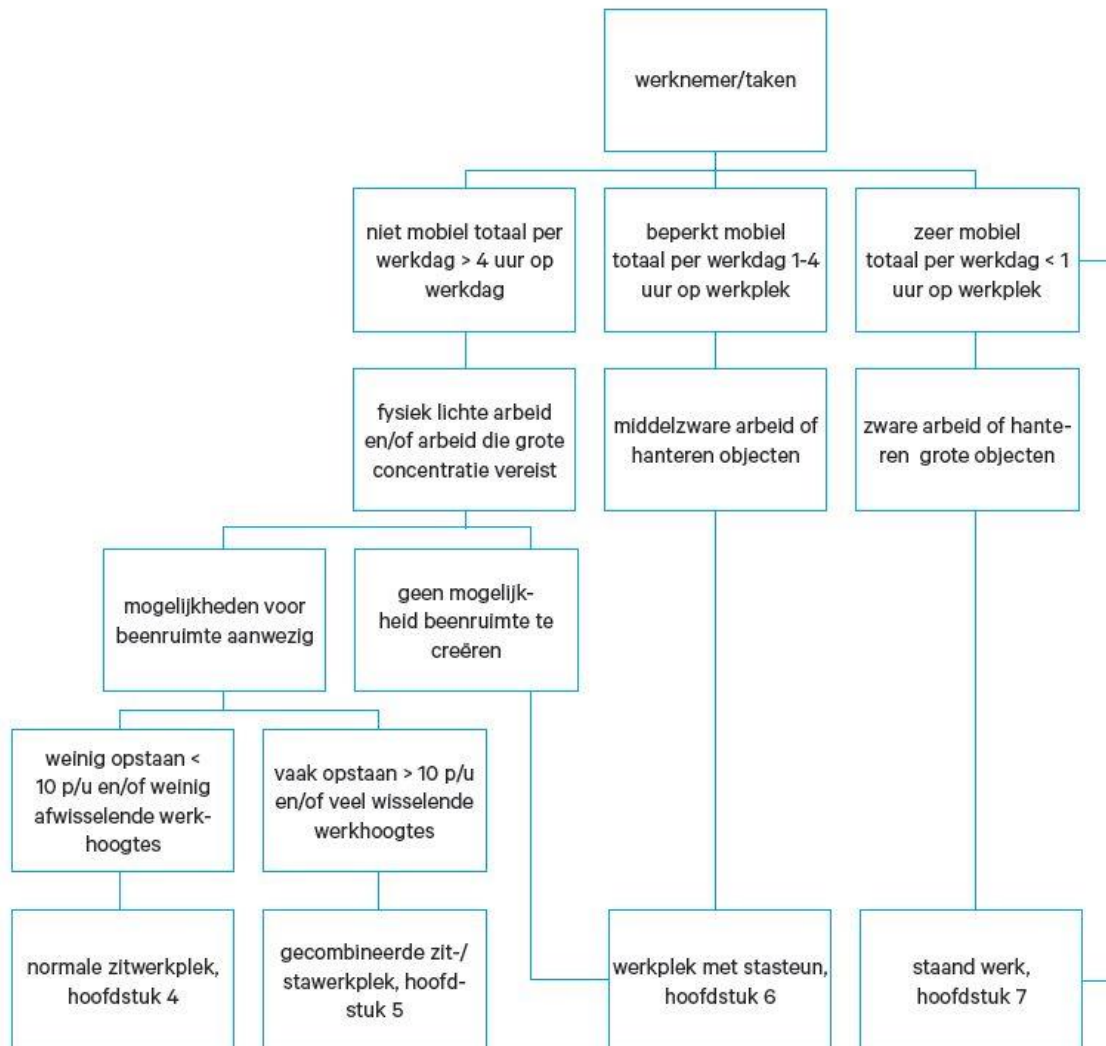 werknemer/taken
niet mobiel totaal per
werkdag > 4 uur op
werkdag
beperkt mobiel
totaal per werkdag 1-4
uur op werkplek
zeer mobiel
totaal per werkdag < 1
uur op werkplek
fysiek lichte arbeid
en/of arbeid die grote
concentratie vereist
middelzware arbeid of
hanteren objecten
zware arbeid of hante-
ren grote objecten
mogelijkheden voor
beenruimte aanwezig
geen mogelijk-
heid beenruimte te
creëren
weinig opstaan <
10 p/u en/of weinig
afwisselende werk-
hoogtes
vaak opstaan > 10 p/u
en/of veel wisselende
werkhoogtes
normale zitwerkplek,
hoofdstuk 4
gecombineerde zit-/
stawerkplek, hoofd-
stuk 5
werkplek met stasteun,
hoofdstuk 6
staand werk,
hoofdstuk 7